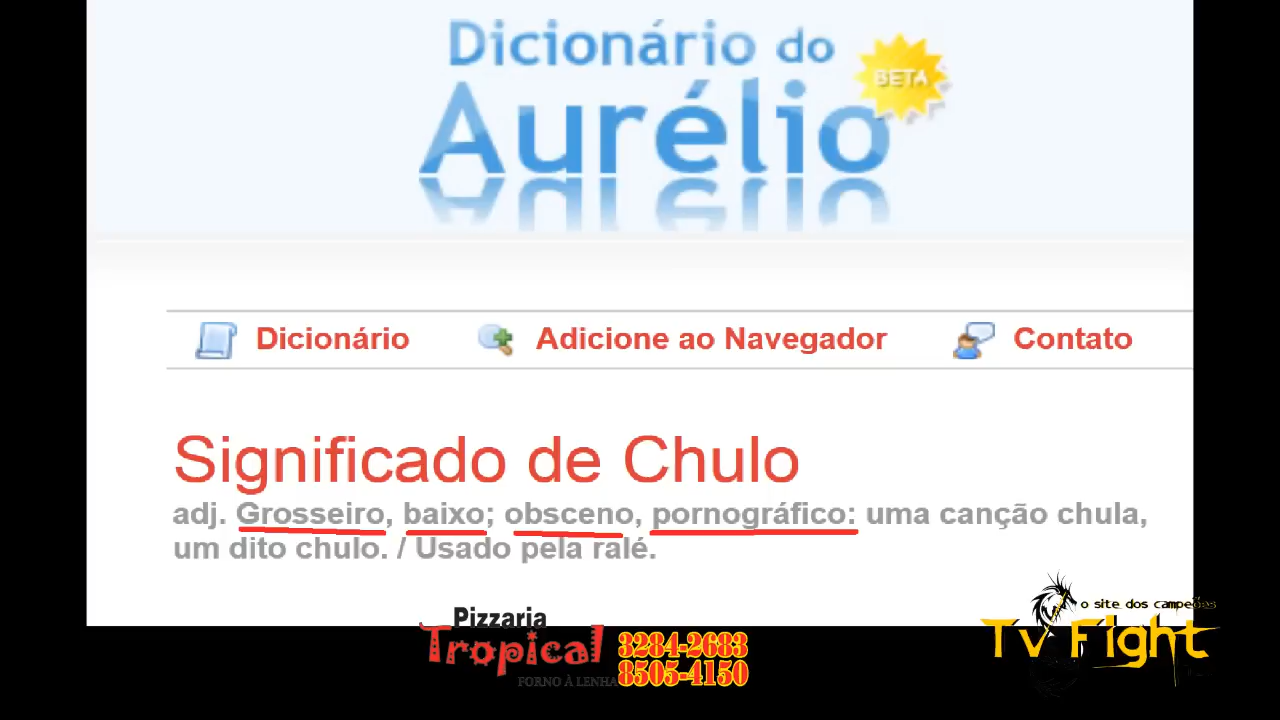 Dicionário do
Aurélio
BETA
Dicionário
Adicione ao Navegador
Contato
Significado de Chulo
adj. Grosseiro, baixo; obsceno, pornográfico: uma canção chula,
um dito chulo. / Usado pela ralé.
Pizzaria
Tropical
FORNO À LENHA
3284-2683
8505-4150
o site dos campeões
Tv Fight